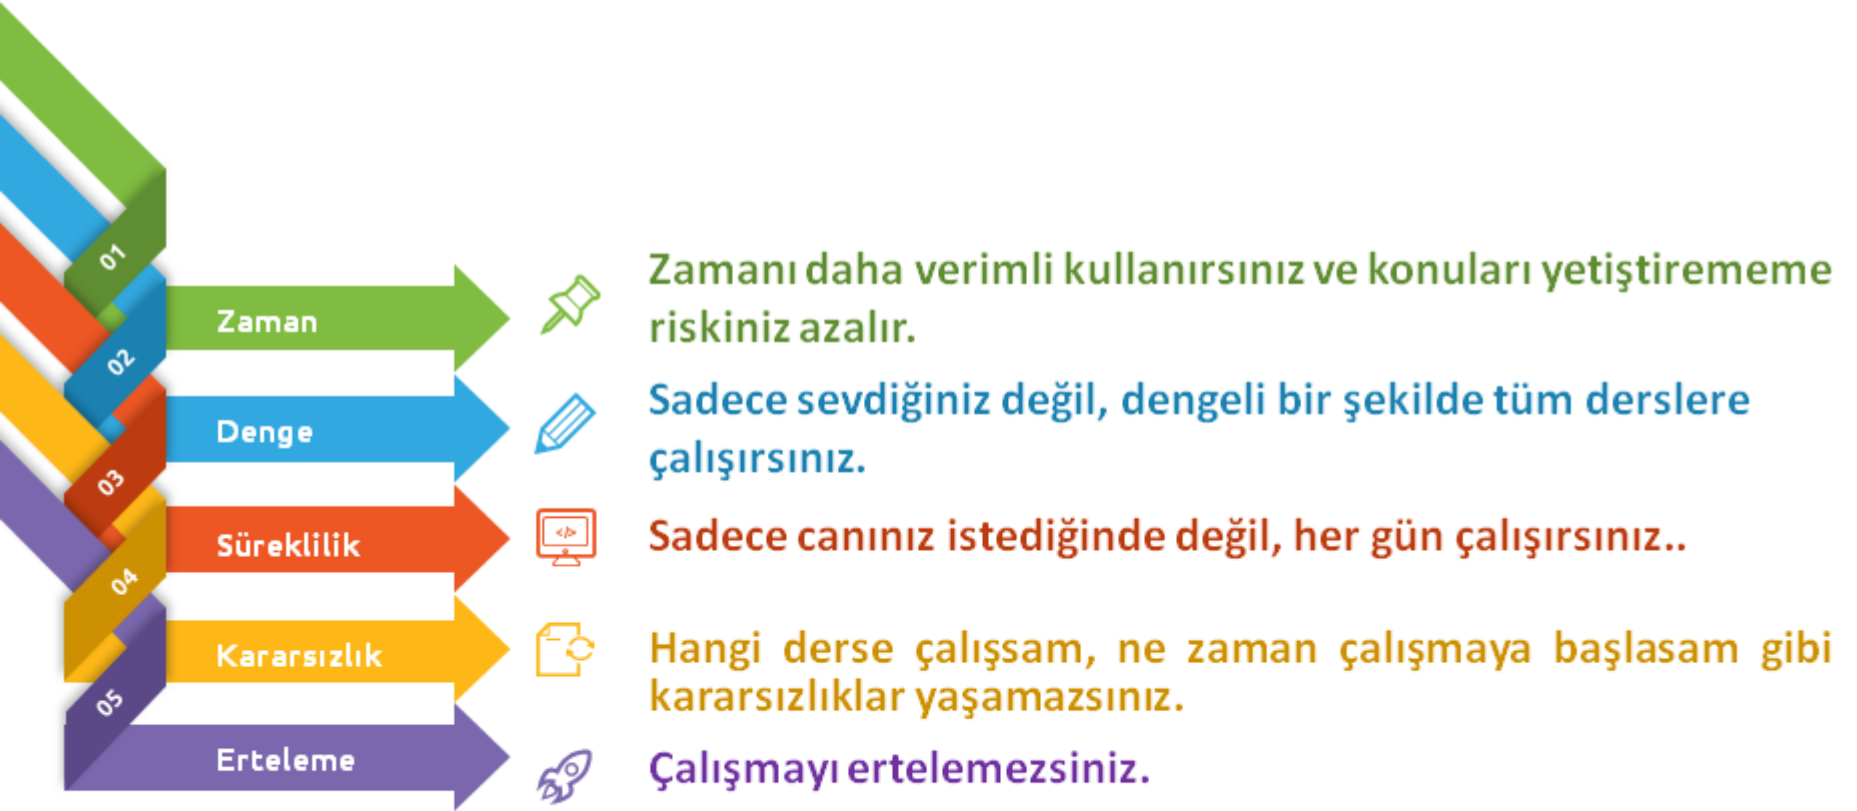 01
Zaman
Zamanı daha verimli kullanırsınız ve konuları yetiştirememe
riskiniz azalır.
02
Denge
Sadece sevdiğiniz değil, dengeli bir şekilde tüm derslere
çalışırsınız.
03
Süreklilik
</>
Sadece canınız istediğinde değil, her gün çalışırsınız..
04
Kararsızlık
Hangi derse çalışsam, ne zaman çalışmaya başlasam gibi
kararsızlıklar yaşamazsınız.
05
Erteleme
Çalışmayı ertelemezsiniz.